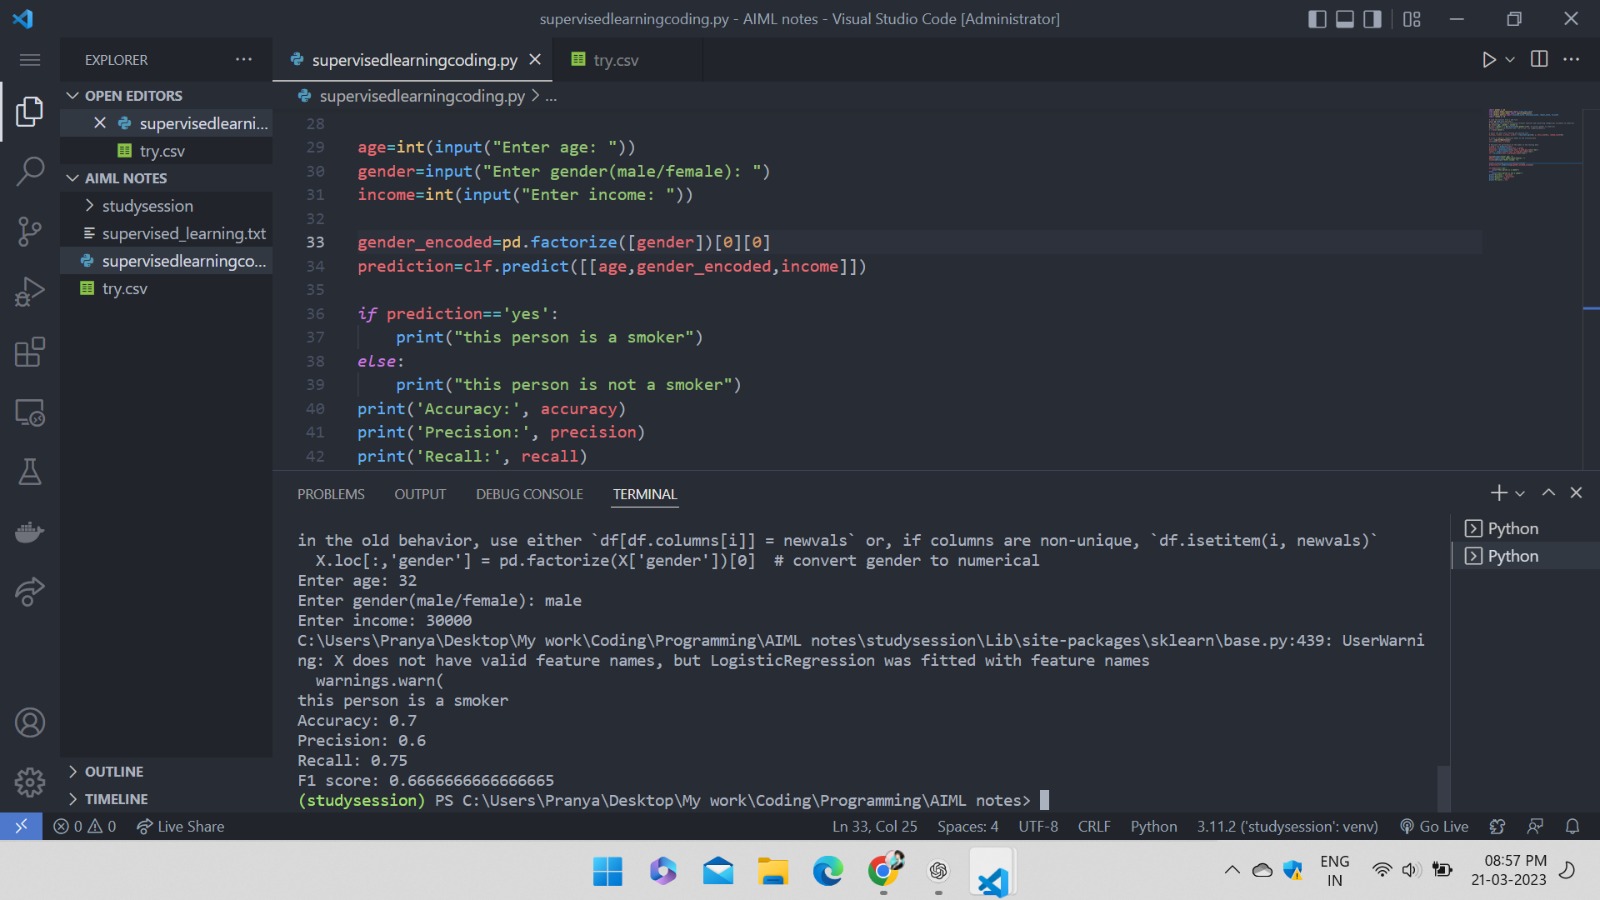 supervisedlearningcoding.py - AIML notes - Visual Studio Code [Administrator]
EXPLORER
supervisedlearningcoding.py
try.csv
OPEN EDITORS
supervisedlearni...
try.csv
AIML NOTES
studysession
supervised_learning.txt
supervisedlearningco...
try.csv
OUTLINE
TIMELINE
supervisedlearningcoding.py > ...
28
29 age=int(input("Enter age: "))
30 gender=input("Enter gender(male/female): ")
31 income=int(input("Enter income: "))
32
33 gender_encoded=pd.factorize([gender])[0][0]
34 prediction=clf.predict([[age,gender_encoded,income]])
35
36 if prediction=='yes':
37 print("this person is a smoker")
38 else:
39 print("this person is not a smoker")
40 print('Accuracy:', accuracy)
41 print('Precision:', precision)
42 print('Recall:', recall)
PROBLEMS OUTPUT DEBUG CONSOLE TERMINAL
in the old behavior, use either `df[df.columns[i]] = newvals` or, if columns are non-unique, `df.isetitem(i, newvals)`
X.loc[:,'gender'] = pd.factorize(X['gender'])[0]  # convert gender to numerical
Enter age: 32
Enter gender(male/female): male
Enter income: 30000
C:\Users\Pranya\Desktop\My work\Coding\Programming\AIML notes\studysession\Lib\site-packages\sklearn\base.py:439: UserWarni
ng: X does not have valid feature names, but LogisticRegression was fitted with feature names
warnings.warn(
this person is a smoker
Accuracy: 0.7
Precision: 0.6
Recall: 0.75
F1 score: 0.6666666666666665
(studysession) PS C:\Users\Pranya\Desktop\My work\Coding\Programming\AIML notes>
Python
Python
0 0 Live Share Ln 33, Col 25 Spaces: 4 UTF-8 CRLF Python 3.11.2 ('studysession': venv) Go Live
ENG
IN
08:57 PM
21-03-2023